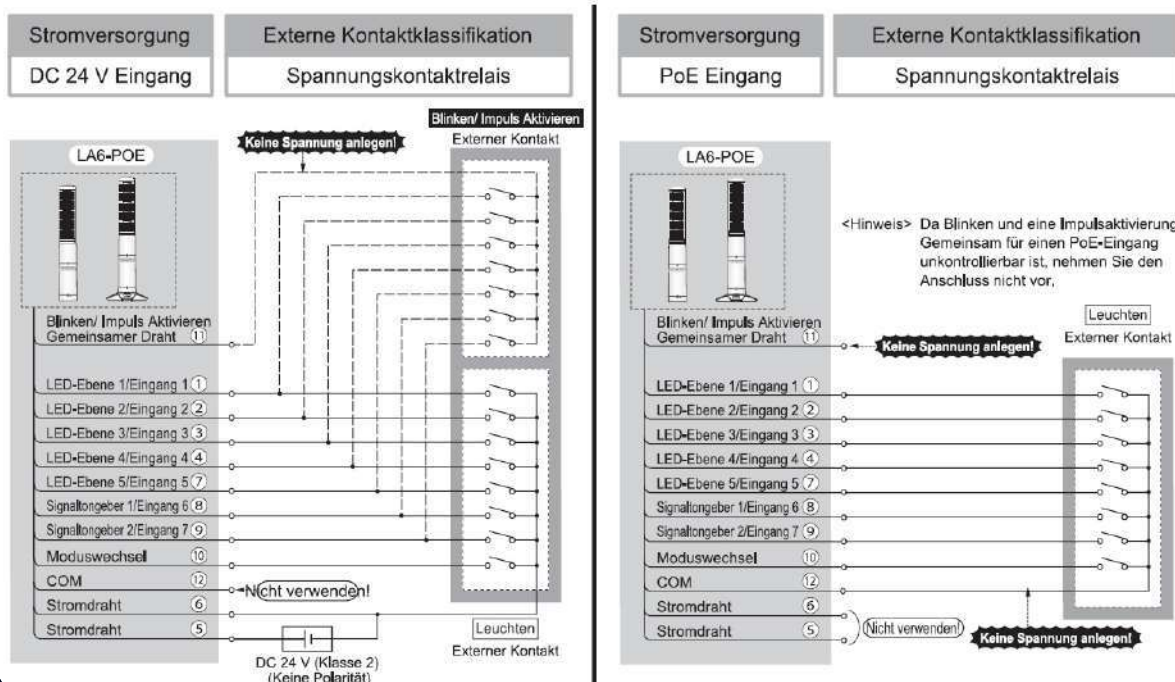 Stromversorgung
Externe Kontaktklassifikation
DC 24 V Eingang
Spannungskontaktrelais
Blinken/ Impuls Aktivieren
Keine Spannung anlegen!
Externer Kontakt
LA6-POE
Blinken/ Impuls Aktivieren
Gemeinsamer Draht ⑪
LED-Ebene 1/Eingang 1 ①
LED-Ebene 2/Eingang 2 ②
LED-Ebene 3/Eingang 3 ③
LED-Ebene 4/Eingang 4 ④
LED-Ebene 5/Eingang 5 ⑦
Signaltongeber 1/Eingang 6 ⑧
Signaltongeber 2/Eingang 7 ⑨
Moduswechsel ⑩
COM ⑫
Nicht verwenden!
Stromdraht ⑥
Stromdraht ⑤
Leuchten
Externer Kontakt
DC 24 V (Klasse 2)
(Keine Polarität)
Stromversorgung
Externe Kontaktklassifikation
PoE Eingang
Spannungskontaktrelais
LA6-POE
<Hinweis> Da Blinken und eine Impulsaktivierung
Gemeinsam für einen PoE-Eingang
unkontrollierbar ist, nehmen Sie den
Anschluss nicht vor,
Leuchten
Externer Kontakt
Blinken/ Impuls Aktivieren
Gemeinsamer Draht ⑪
Keine Spannung anlegen!
LED-Ebene 1/Eingang 1 ①
LED-Ebene 2/Eingang 2 ②
LED-Ebene 3/Eingang 3 ③
LED-Ebene 4/Eingang 4 ④
LED-Ebene 5/Eingang 5 ⑦
Signaltongeber 1/Eingang 6 ⑧
Signaltongeber 2/Eingang 7 ⑨
Moduswechsel ⑩
COM ⑫
Stromdraht ⑥
Stromdraht ⑤
Nicht verwenden!
Keine Spannung anlegen!